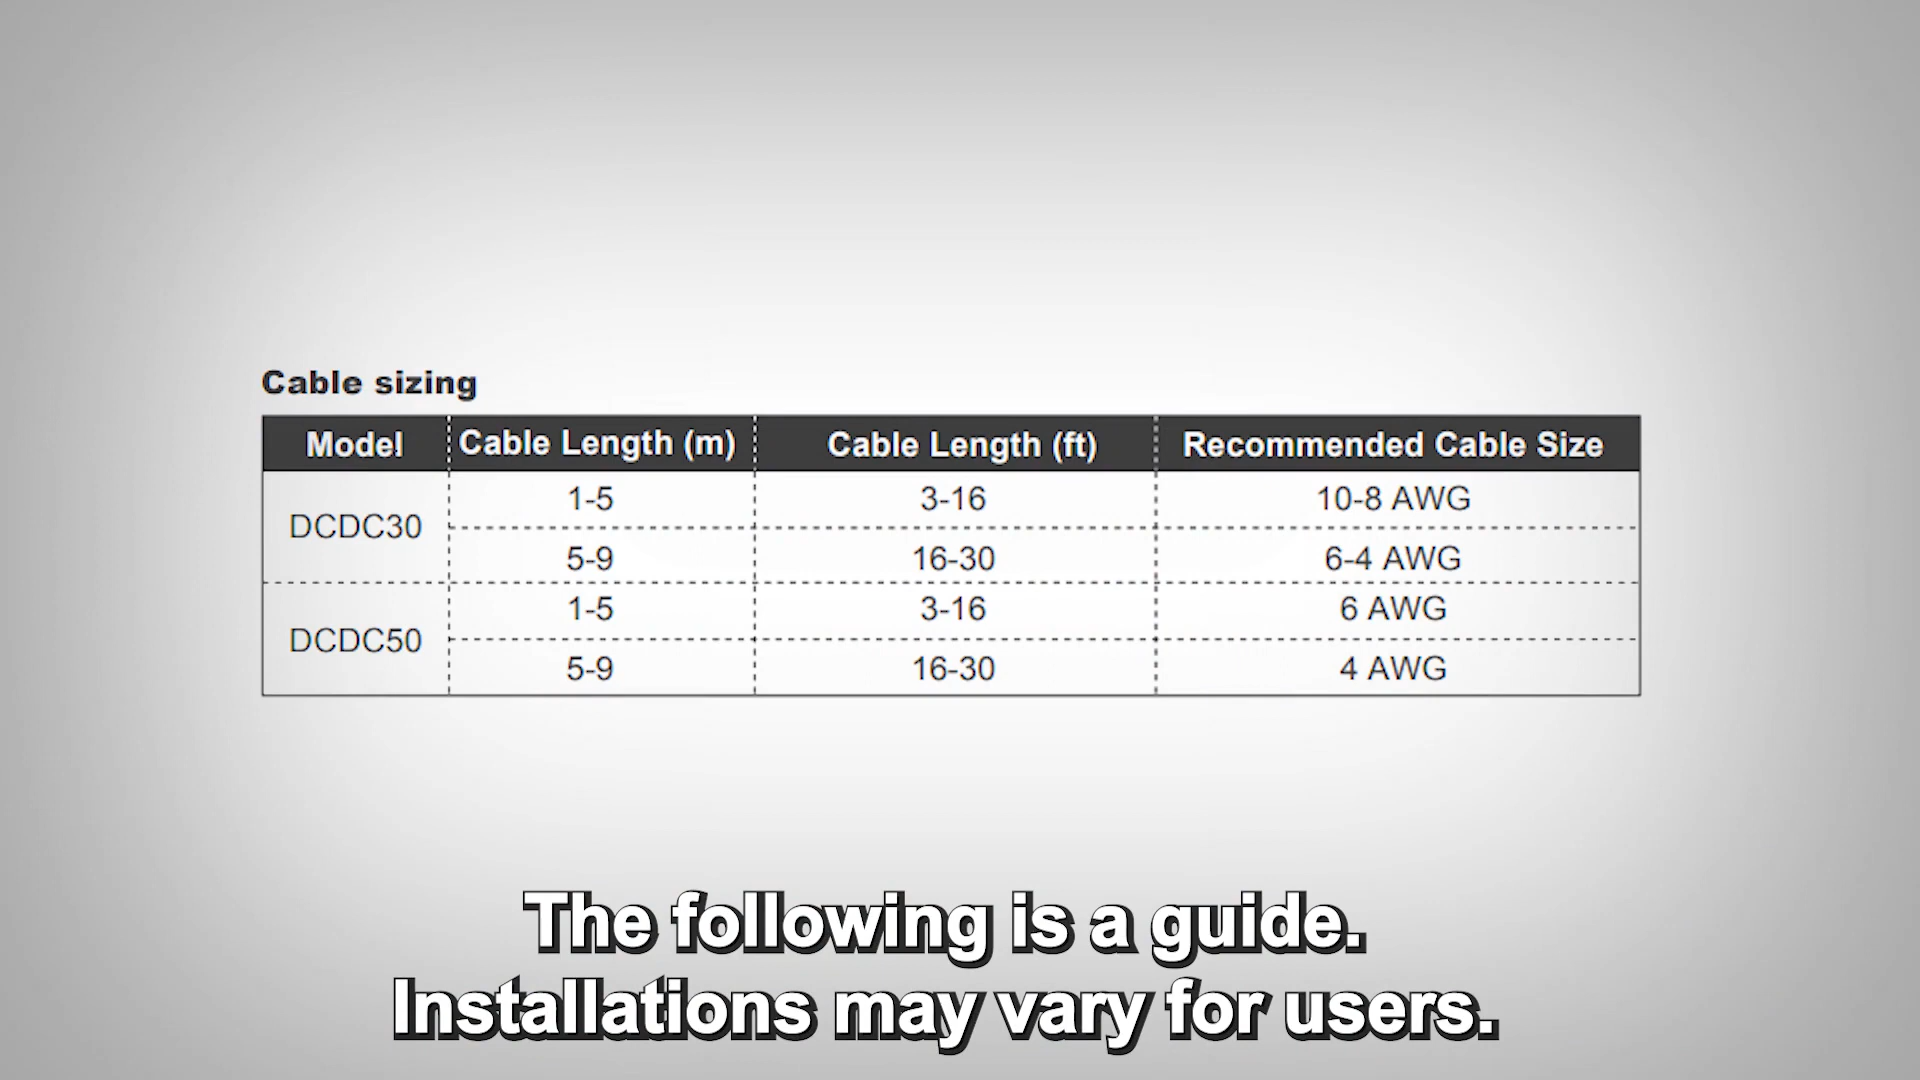 Cable sizing
Model Cable Length (m) Cable Length (ft) Recommended Cable Size
DCDC30 1-5 3-16 10-8 AWG
5-9 16-30 6-4 AWG
DCDC50 1-5 3-16 6 AWG
5-9 16-30 4 AWG
The following is a guide.
Installations may vary for users.